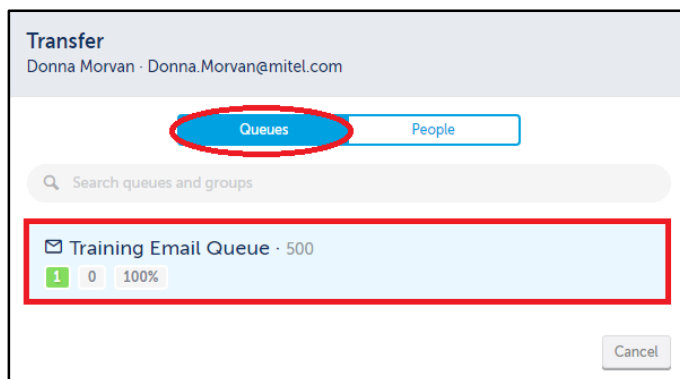 Transfer
Donna Morvan · Donna.Morvan@mitel.com
Queues People
Search queues and groups
Training Email Queue · 500
1 0 100%
Cancel